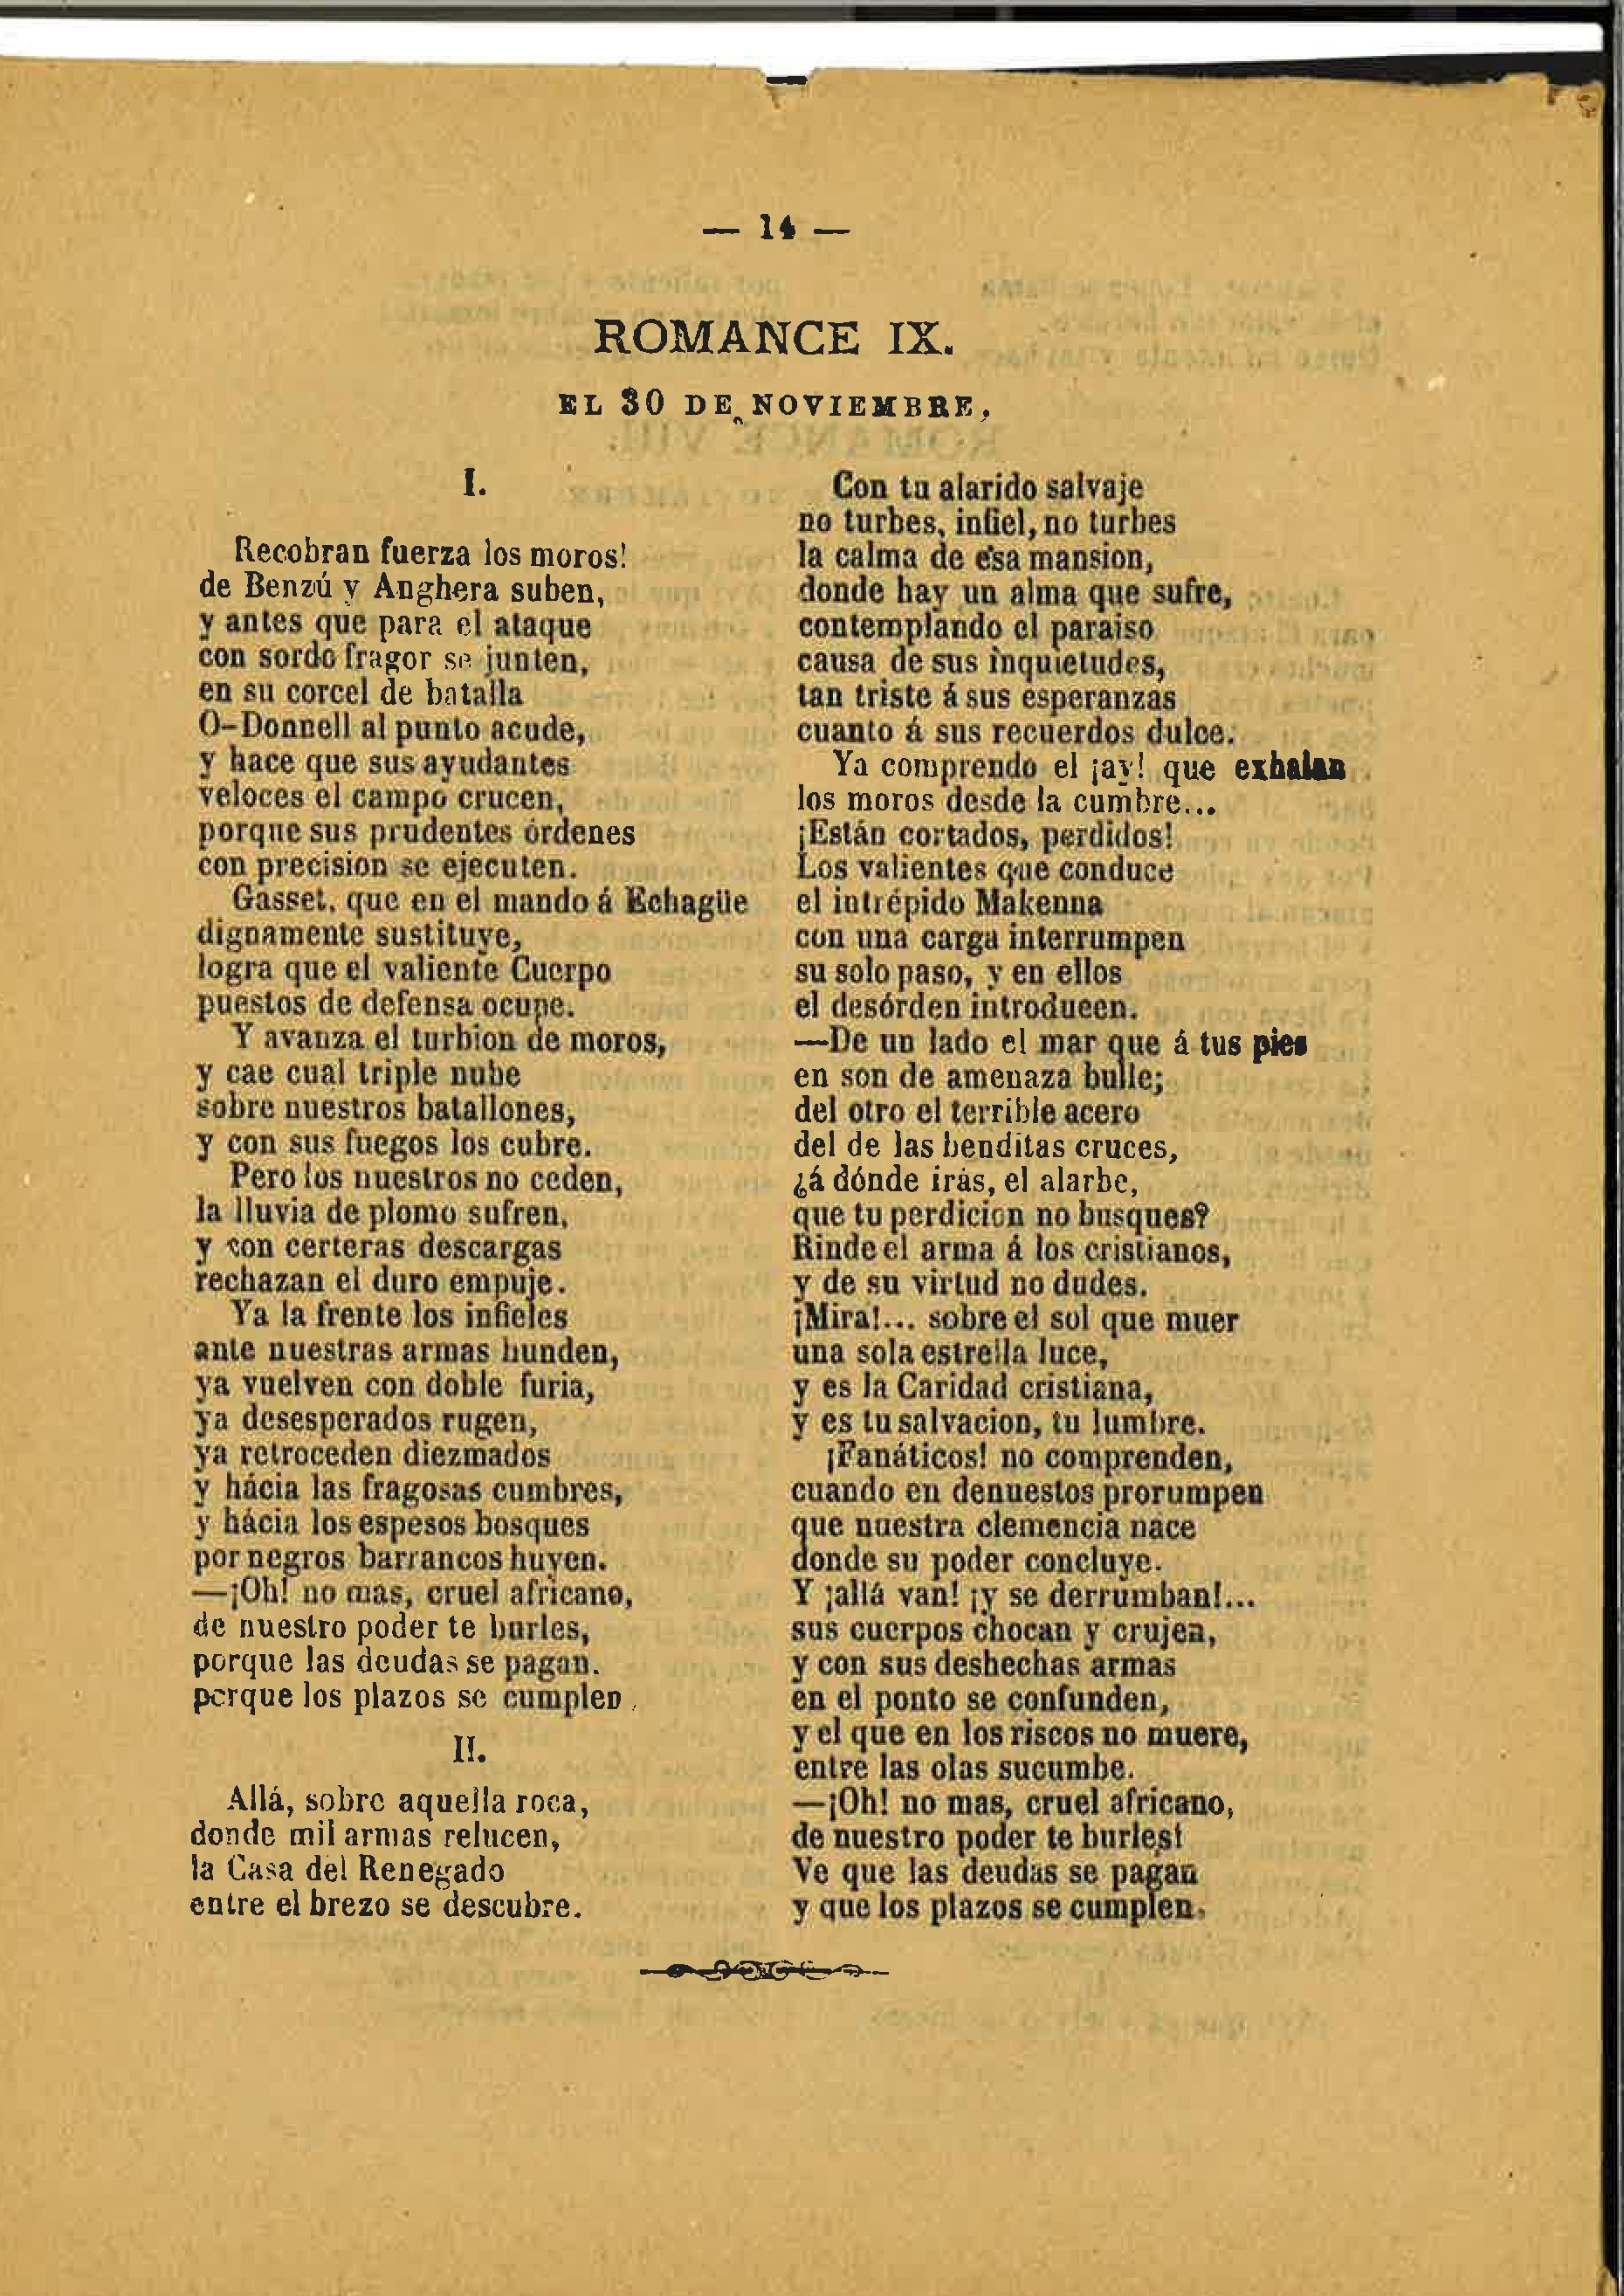 — 14 —
ROMANCE IX.
EL 30 DE NOVIEMBRE.
I.
Recobran fuerza los moros!
de Benzú y Anghera suben,
y antes que para el ataque
con sordo fragor se junten,
en su corcel de batalla
O-Donnell al punto acude,
y hace que sus ayudantes
veloces el campo crucen,
porque sus prudentes órdenes
con precision se ejecuten.
Gasset, que en el mando á Echagüe
dignamente sustituye,
logra que el valiente Cuerpo
puestos de defensa ocupe.
Y avanza el turbion de moros,
y cae cual triple nube
sobre nuestros batallones,
y con sus fuegos los cubre.
Pero los nuestros no ceden,
la lluvia de plomo sufren,
y con certeras descargas
rechazan el duro empuje.
Ya la frente los infieles
ante nuestras armas hunden,
ya vuelven con doble furia,
ya desesperados rugen,
ya retroceden diezmados
y hácia las fragosas cumbres,
y hácia los espesos bosques
por negros barrancos huyen.
—¡Oh! no mas, cruel africano,
de nuestro poder te burles,
porque las deudas se pagan.
porque los plazos se cumplen.
II.
Allá, sobre aquella roca,
donde mil armas relucen,
la Casa del Renegado
entre el brezo se descubre.
Con tu alarido salvaje
no turbes, infiel, no turbes
la calma de esa mansion,
donde hay un alma que sufre,
contemplando el paraiso
causa de sus inquietudes,
tan triste á sus esperanzas
cuanto á sus recuerdos dulce.
Ya comprendo el ¡ay! que exhalan
los moros desde la cumbre...
¡Están cortados, perdidos!
Los valientes que conduce
el intrépido Makenna
con una carga interrumpen
su solo paso, y en ellos
el desórden introducen.
—De un lado el mar que á tus pies
en son de amenaza bulle;
del otro el terrible acero
del de las benditas cruces,
¿á dónde irás, el alarbe,
que tu perdicion no busques?
Rinde el arma á los cristianos,
y de su virtud no dudes.
¡Mira!... sobre el sol que muer
una sola estrella luce,
y es la Caridad cristiana,
y es tu salvacion, tu lumbre.
¡Fanáticos! no comprenden,
cuando en denuestos prorumpen
que nuestra clemencia nace
donde su poder concluye.
Y ¡allá van! ¡y se derrumban!...
sus cuerpos chocan y crujen,
y con sus deshechas armas
en el ponto se confunden,
y el que en los riscos no muere,
entre las olas sucumbe.
—¡Oh! no mas, cruel africano,
de nuestro poder te burles!
Ve que las deudas se pagan
y que los plazos se cumplen.